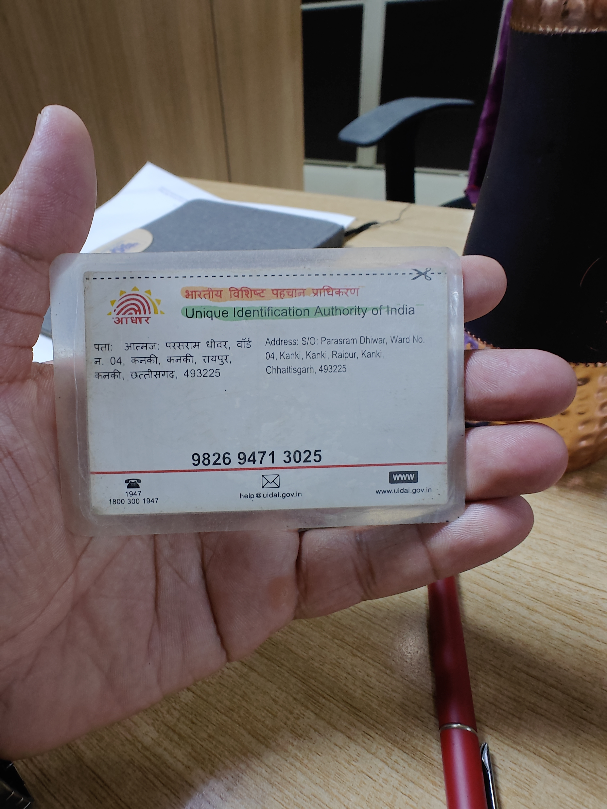 भारतीय विशिष्ट पहचान प्राधिकरण
Unique Identification Authority of India
आधार
पता: आत्मज: परसराम धीवर, वॉर्ड
न. 04, कनकी, कनकी, रायपुर,
कनकी, छत्तीसगढ, 493225
Address: S/O: Parasram Dhiwar, Ward No.
04, Kanki, Kanki, Raipur, Kanki,
Chhattisgarh, 493225
9826 9471 3025
1947
1800 300 1947
help@uidai.gov.in
WWW
www.uidai.gov.in